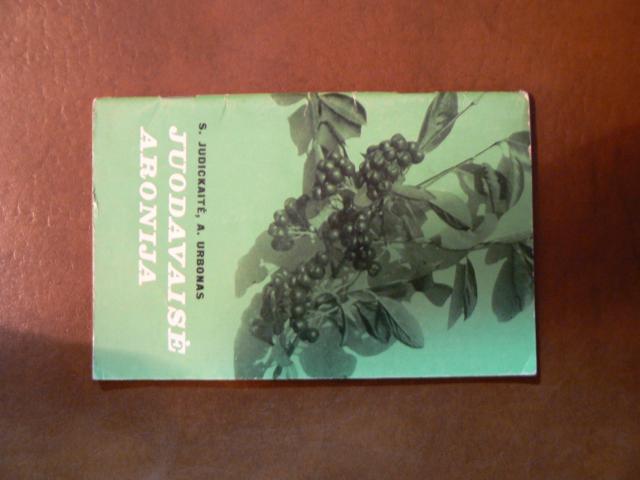 S. JUDICKAITĖ, A. URBONAS
JUODAVAISĖ
ARONIJA